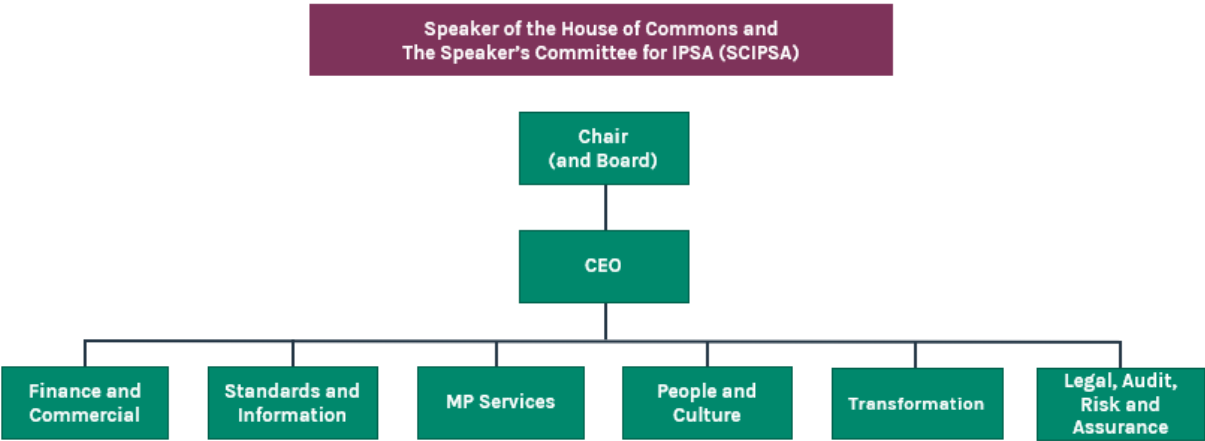 Speaker of the House of Commons and
The Speaker's Committee for IPSA (SCIPSA)
Chair
(and Board)
CEO
Finance and
Commercial
Standards and
Information
MP Services
People and
Culture
Transformation
Legal, Audit,
Risk and
Assurance